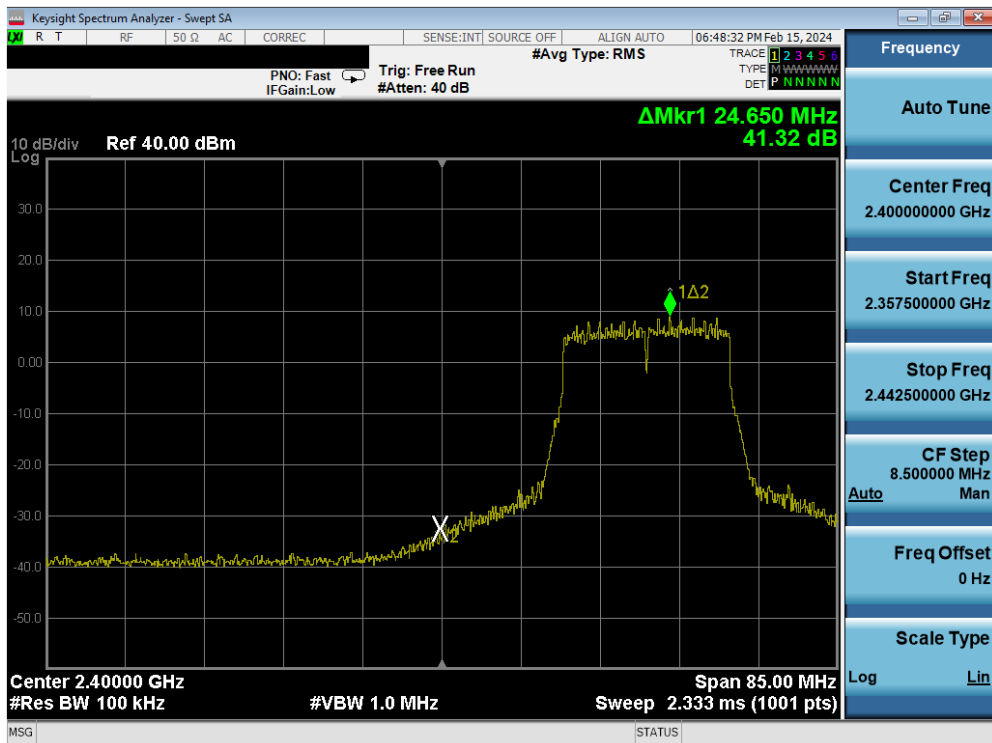 Keysight Spectrum Analyzer - Swept SA
LXI R T RF 50 Ω AC CORREC SENSE:INT SOURCE OFF ALIGN AUTO 06:48:32 PM Feb 15, 2024
#Avg Type: RMS
TRACE 1 2 3 4 5 6
PNO: Fast Trig: Free Run TYPE M W W W W W
IFGain:Low #Atten: 40 dB DET P N N N N N
ΔMkr1 24.650 MHz
41.32 dB
10 dB/div Ref 40.00 dBm
Log
30.0
20.0
10.0
0.00
-10.0
-20.0
-30.0
-40.0
-50.0
1Δ2
2
Center 2.40000 GHz Span 85.00 MHz
#Res BW 100 kHz #VBW 1.0 MHz Sweep 2.333 ms (1001 pts)
MSG STATUS
Frequency
Auto Tune
Center Freq
2.400000000 GHz
Start Freq
2.357500000 GHz
Stop Freq
2.442500000 GHz
CF Step
8.500000 MHz
Auto Man
Freq Offset
0 Hz
Scale Type
Log Lin